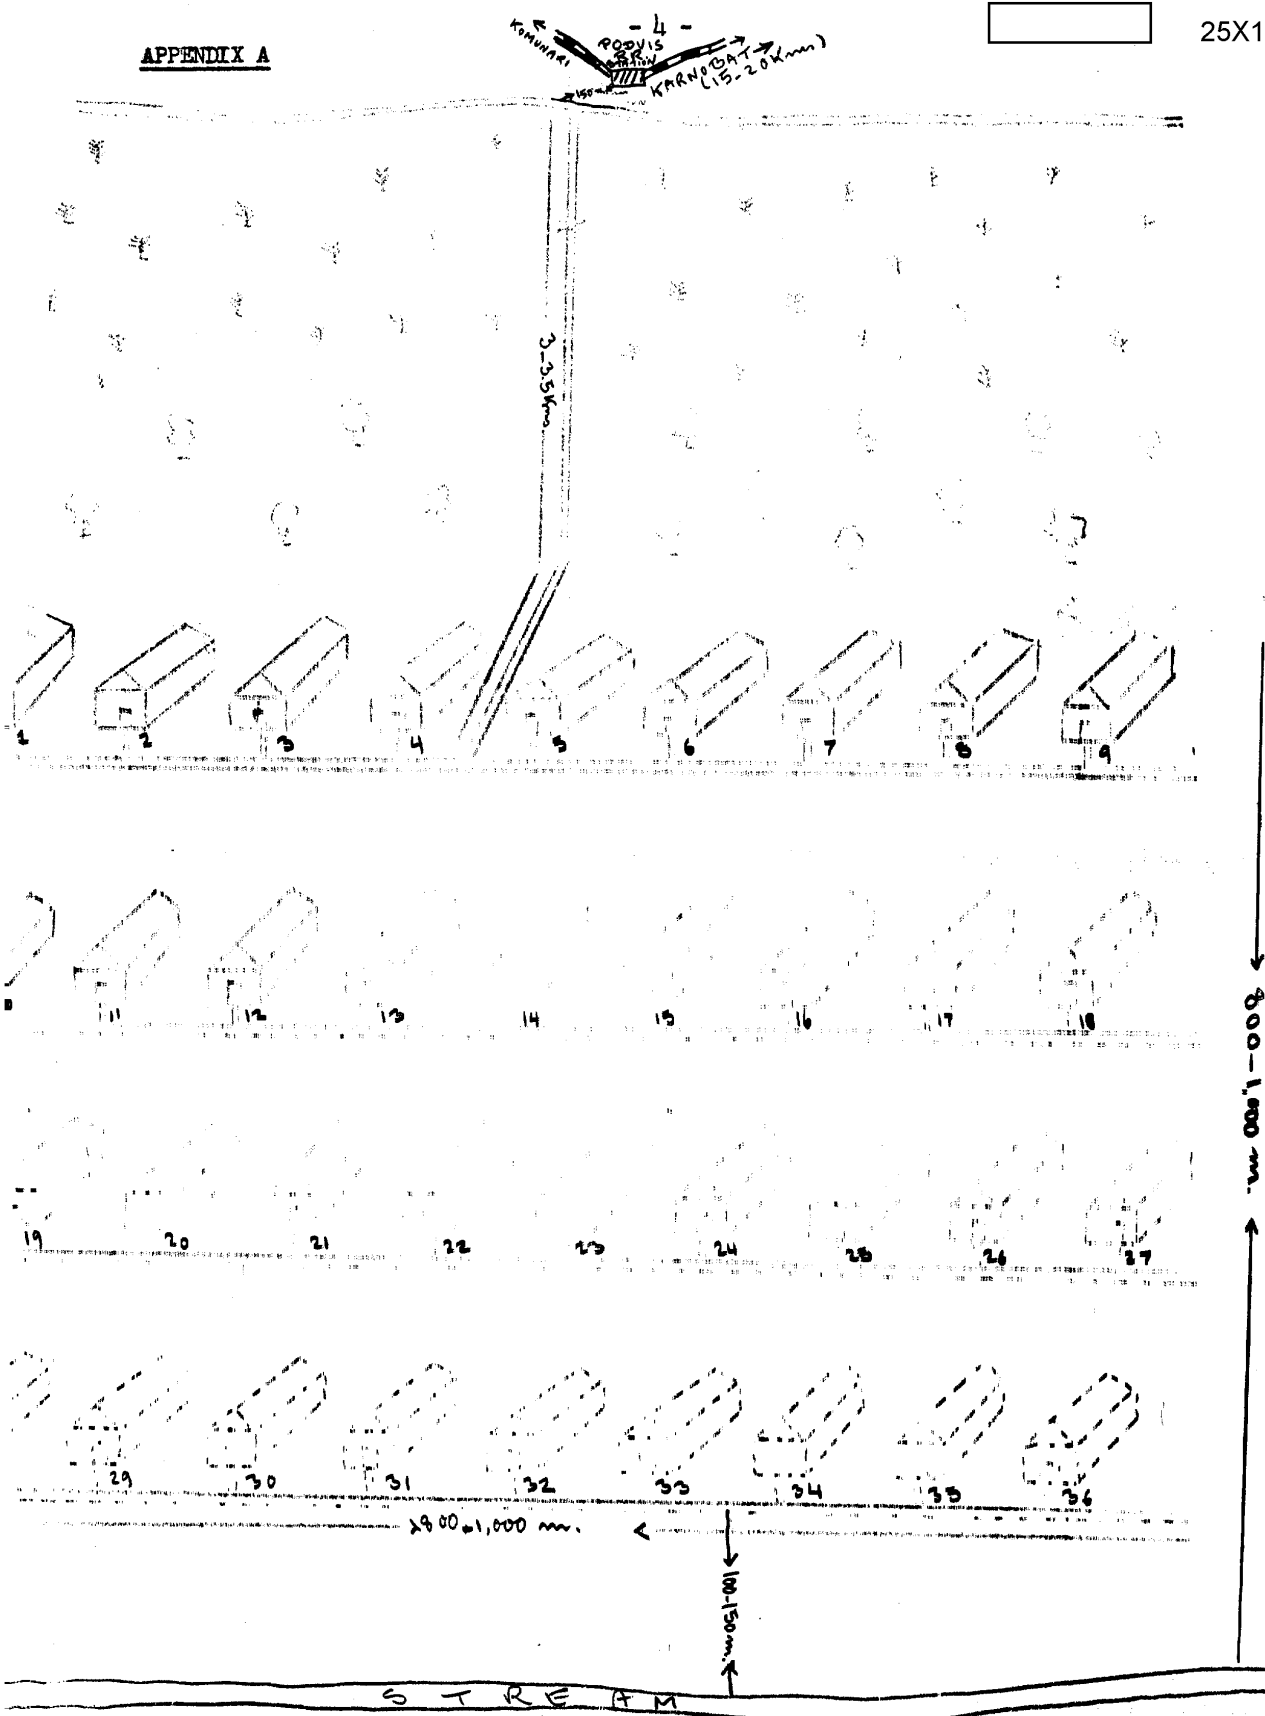 - 4 -
25X1
APPENDIX A
KOMUNARI
PODVIS
RR
STATION
KARNOBAT
(15-20 Kms)
150 m
3-3.5 Kms
1 2 3 4 5 6 7 8 9
11 12 13 14 15 16 17 18
800-1,000 m.
19 20 21 22 23 24 25 26 27
29 30 31 32 33 34 35 36
800-1,000 m.
100-150 m.
STREAM